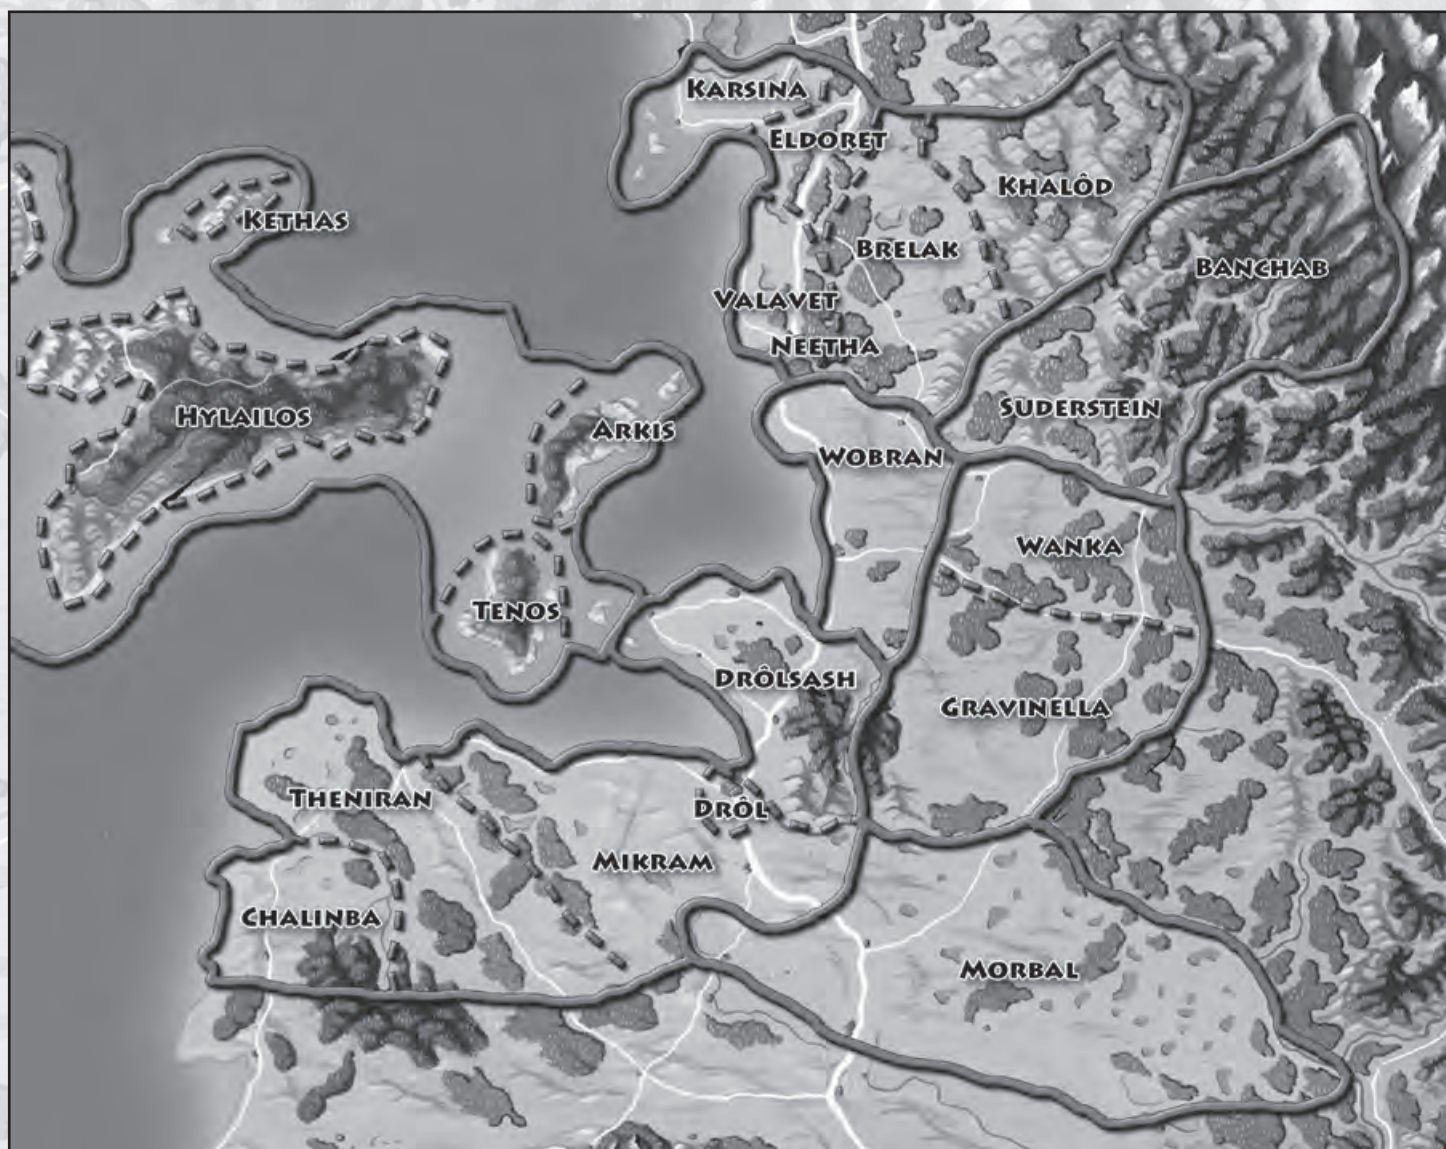 KARSINA
ELDORET
KHALÔD
KETHAS
BRELAK
BANCHAB
VALAVET
NEETHA
HYLAILOS
ARKIS
SUDERSTEIN
WOBRAN
WANKA
TENOS
DRÔLSASH
GRAVINELLA
THENIRAN
DRÔL
MIKRAM
CHALINBA
MORBAL